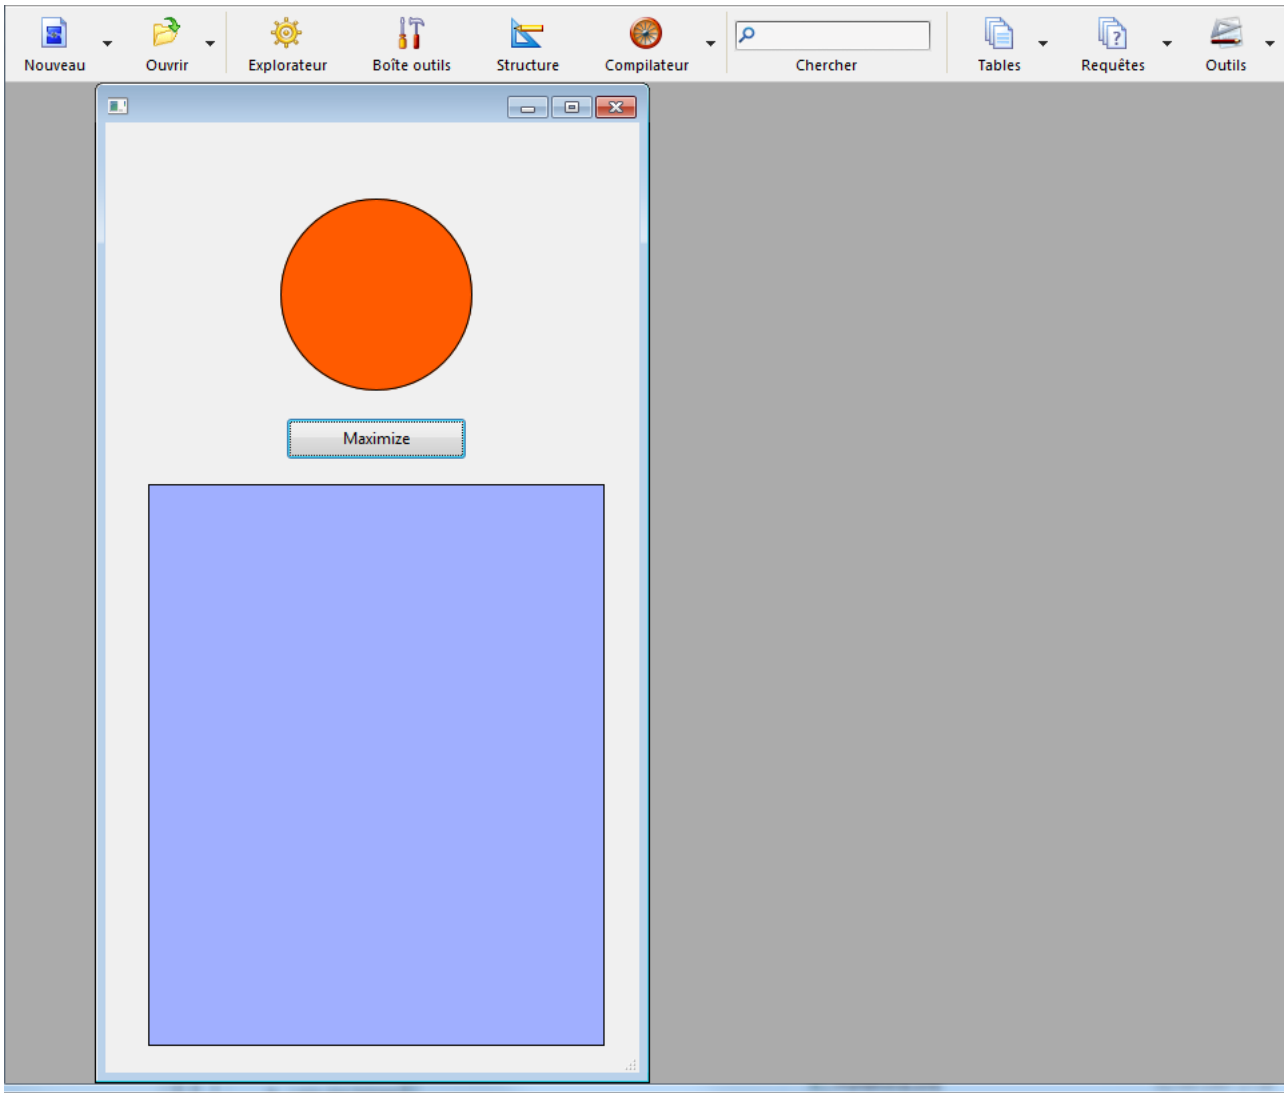 Nouveau
Ouvrir
Explorateur
Boîte outils
Structure
Compilateur
Chercher
Tables
Requêtes
Outils
Maximize